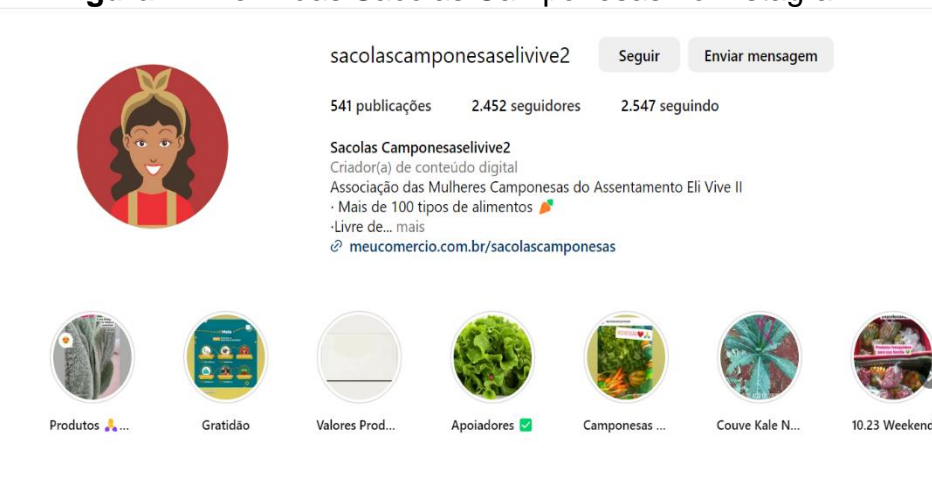 sacolascamponesaselivive2 Seguir Enviar mensagem
541 publicações 2.452 seguidores 2.547 seguindo
Sacolas Camponesaselivive2
Criador(a) de conteúdo digital
Associação das Mulheres Camponesas do Assentamento Eli Vive II
· Mais de 100 tipos de alimentos 🥕
·Livre de... mais
meucomercio.com.br/sacolascamponesas
Produtos ... Gratidão Valores Prod... Apoiadores ✅ Camponesas ... Couve Kale N... 10.23 Weekend